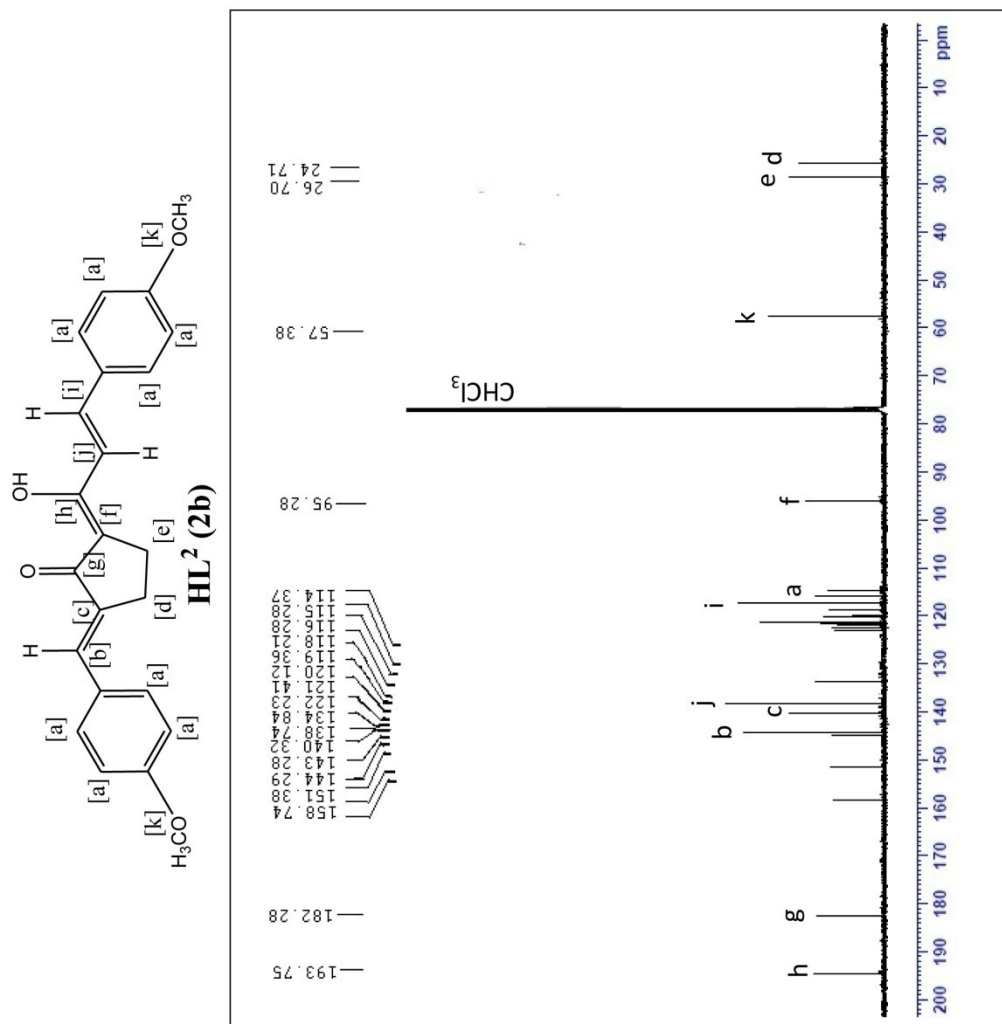 O
OH
H
H
H
[h]
[i]
[j]
[g]
[f]
[e]
[c]
[d]
[b]
[a]
[a]
[a]
[a]
[a]
[a]
[a]
[a]
[k]
OCH₃
[k]
H₃CO
HL² (2b)
193.75
182.28
158.74
151.38
144.29
143.28
140.32
138.74
134.84
122.23
121.41
120.12
119.36
118.21
116.28
115.28
114.37
95.28
57.38
26.70
24.71
CHCl₃
h
g
b
c
j
i
a
f
k
e
d
200 190 180 170 160 150 140 130 120 110 100 90 80 70 60 50 40 30 20 10 ppm